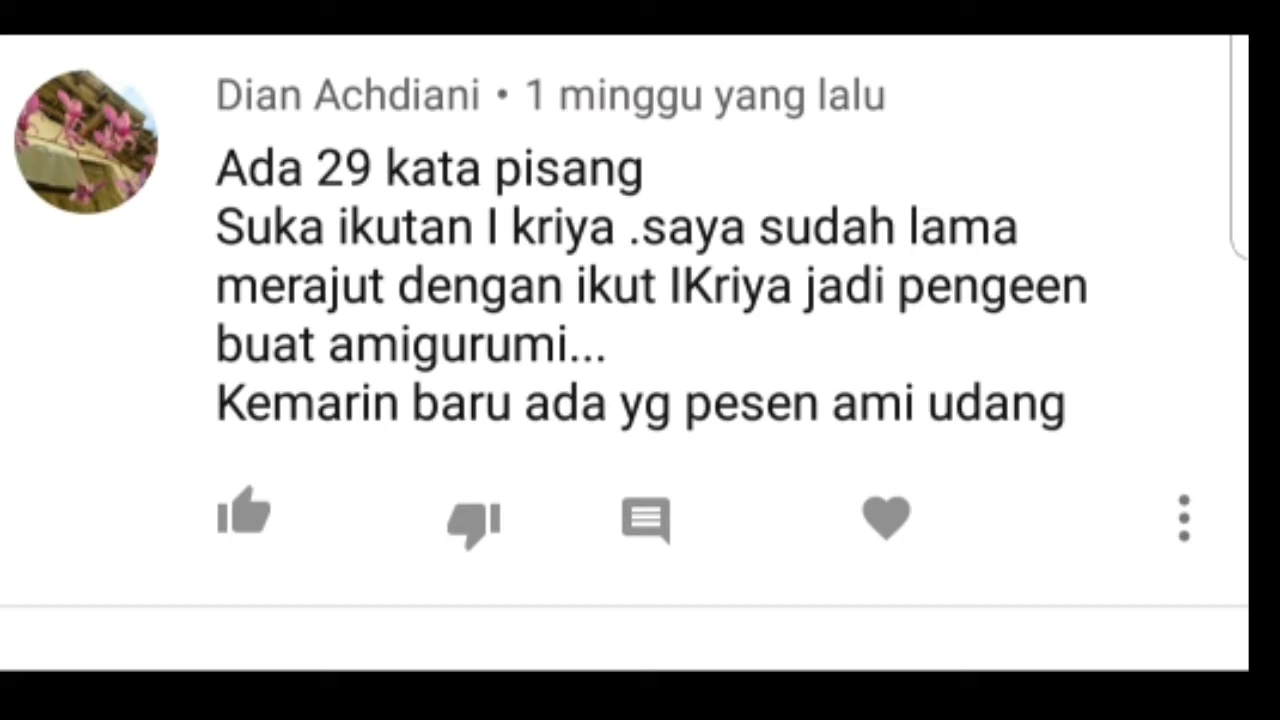 Dian Achdiani • 1 minggu yang lalu
Ada 29 kata pisang
Suka ikutan I kriya .saya sudah lama
merajut dengan ikut IKriya jadi pengeen
buat amigurumi...
Kemarin baru ada yg pesen ami udang